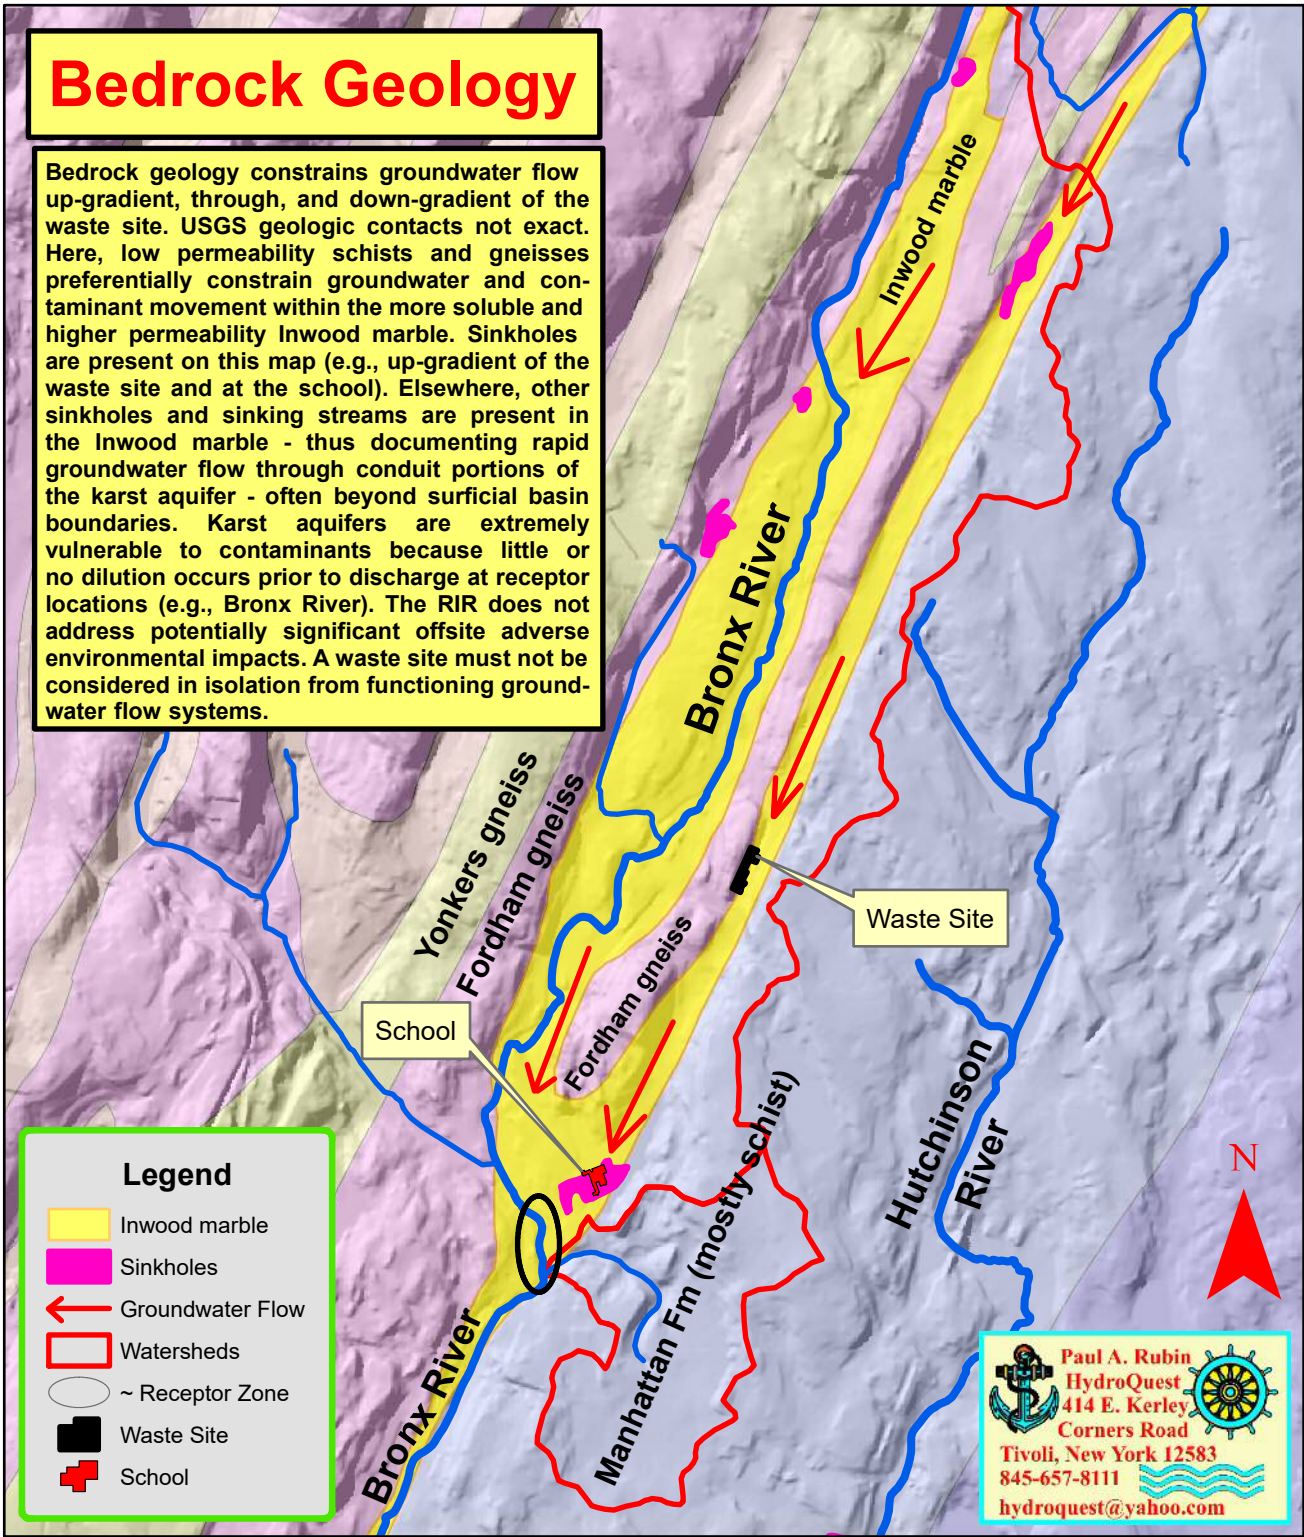 Bedrock Geology
Bedrock geology constrains groundwater flow
up-gradient, through, and down-gradient of the
waste site. USGS geologic contacts not exact.
Here, low permeability schists and gneisses
preferentially constrain groundwater and con-
taminant movement within the more soluble and
higher permeability Inwood marble. Sinkholes
are present on this map (e.g., up-gradient of the
waste site and at the school). Elsewhere, other
sinkholes and sinking streams are present in
the Inwood marble - thus documenting rapid
groundwater flow through conduit portions of
the karst aquifer - often beyond surficial basin
boundaries. Karst aquifers are extremely
vulnerable to contaminants because little or
no dilution occurs prior to discharge at receptor
locations (e.g., Bronx River). The RIR does not
address potentially significant offsite adverse
environmental impacts. A waste site must not be
considered in isolation from functioning ground-
water flow systems.
Inwood marble
Bronx River
Yonkers gneiss
Fordham gneiss
Waste Site
Fordham gneiss
School
Hutchinson
River
Manhattan Fm (mostly schist)
Bronx River
N
Legend
Inwood marble
Sinkholes
Groundwater Flow
Watersheds
~ Receptor Zone
Waste Site
School
Paul A. Rubin
HydroQuest
414 E. Kerley
Corners Road
Tivoli, New York 12583
845-657-8111
hydroquest@yahoo.com